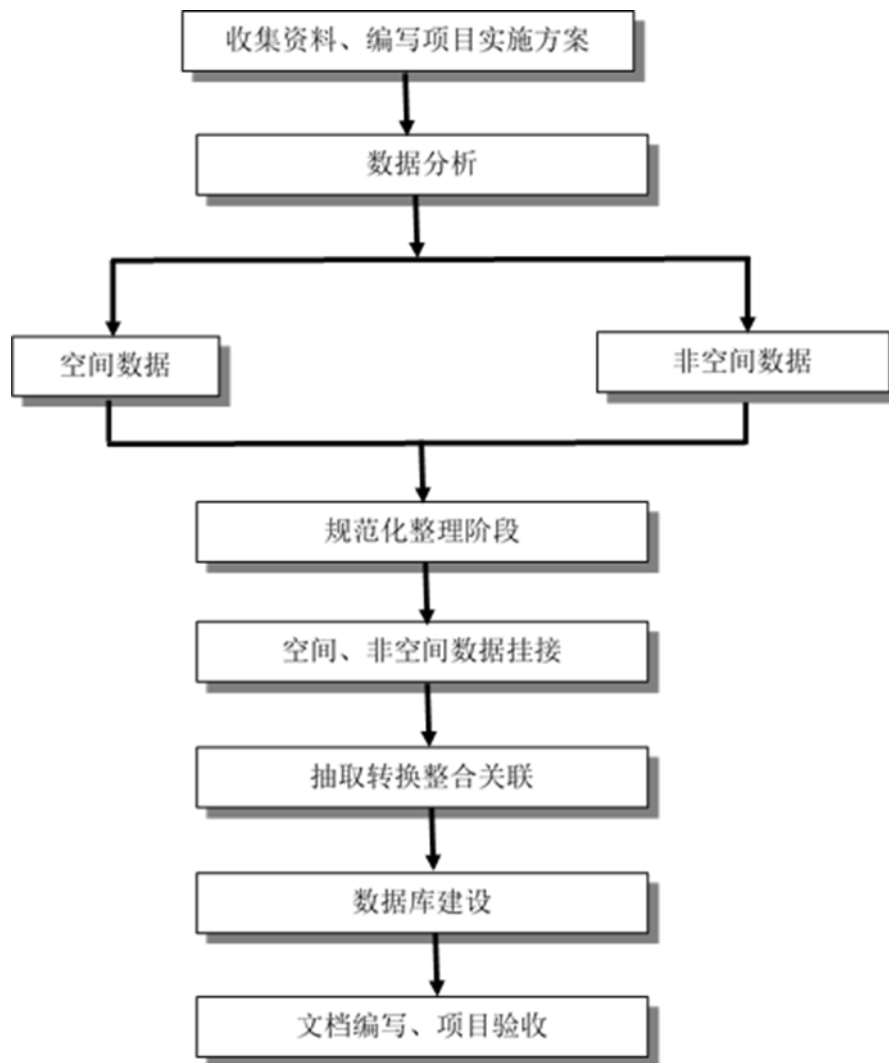 收集资料、编写项目实施方案
数据分析
空间数据
非空间数据
规范化整理阶段
空间、非空间数据挂接
抽取转换整合关联
数据库建设
文档编写、项目验收